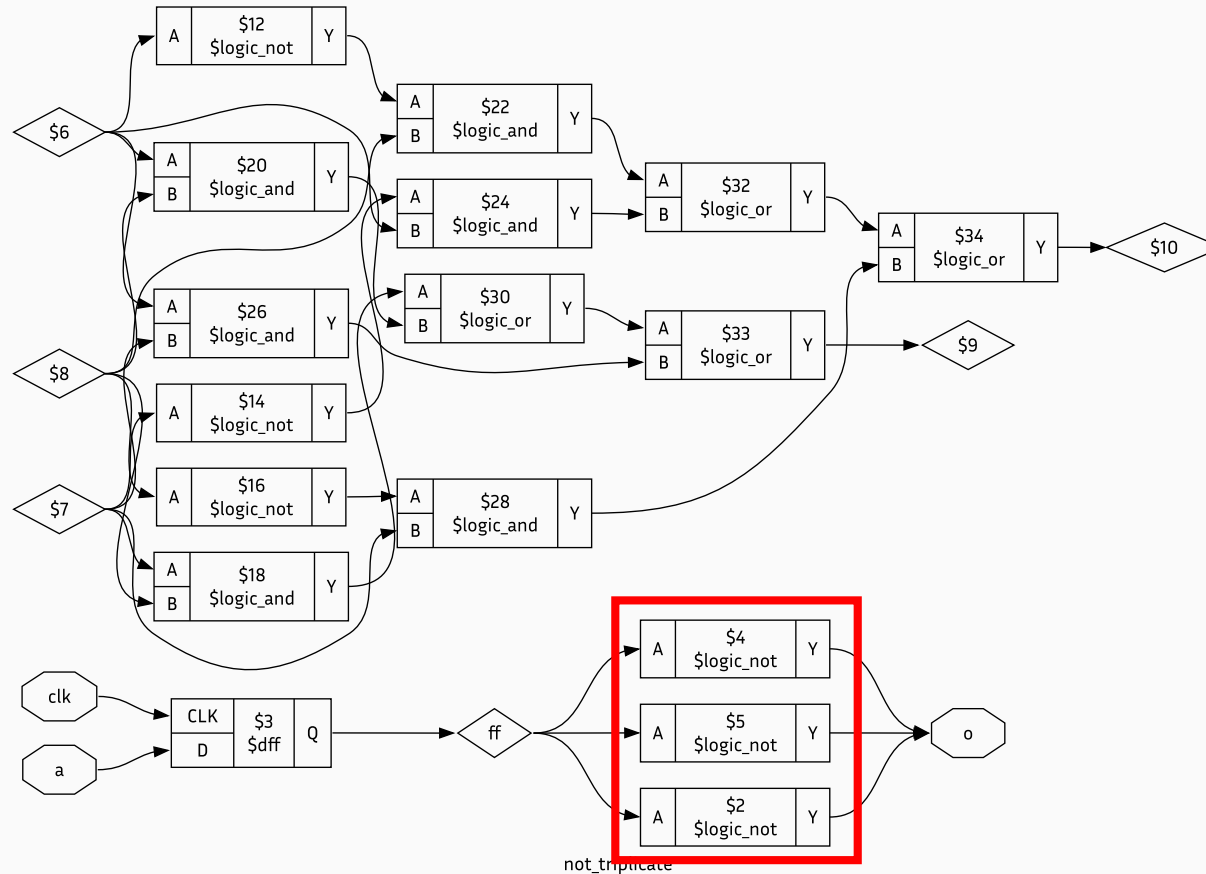 $12
A
$logic_not
Y
$22
A
$logic_and
Y
B
$6
$20
A
$logic_and
Y
B
$32
A
$logic_or
Y
B
$24
A
$logic_and
Y
B
$34
A
$logic_or
Y
B
$10
$30
A
$logic_or
Y
B
$26
A
$logic_and
Y
B
$33
A
$logic_or
Y
B
$9
$8
$14
A
$logic_not
Y
$16
A
$logic_not
Y
$28
A
$logic_and
Y
B
$7
$18
A
$logic_and
Y
B
$4
A
$logic_not
Y
clk
CLK
$3
D
$dff
Q
a
ff
$5
A
$logic_not
Y
o
$2
A
$logic_not
Y
not_triplicate